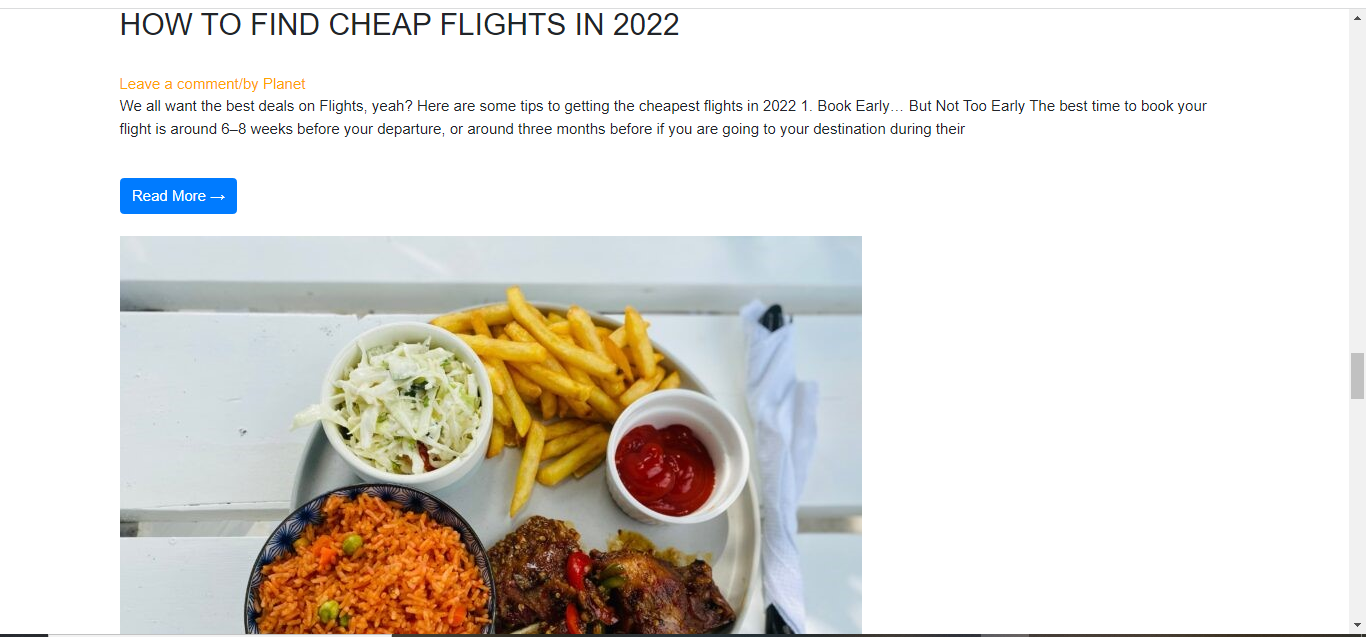 HOW TO FIND CHEAP FLIGHTS IN 2022
Leave a comment/by Planet
We all want the best deals on Flights, yeah? Here are some tips to getting the cheapest flights in 2022 1. Book Early… But Not Too Early The best time to book your
flight is around 6–8 weeks before your departure, or around three months before if you are going to your destination during their
Read More →